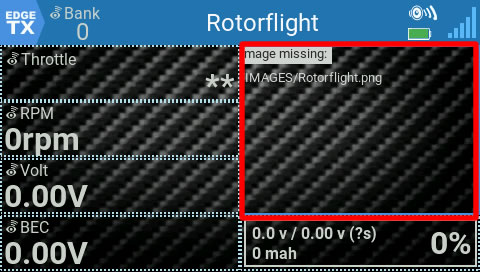 EDGE
TX
Bank
0
Rotorflight
Throttle
**
mage missing:
IMAGES/Rotorflight.png
RPM
0rpm
Volt
0.00V
BEC
0.00V
0.0 v / 0.00 v (?s)
0 mah
0%